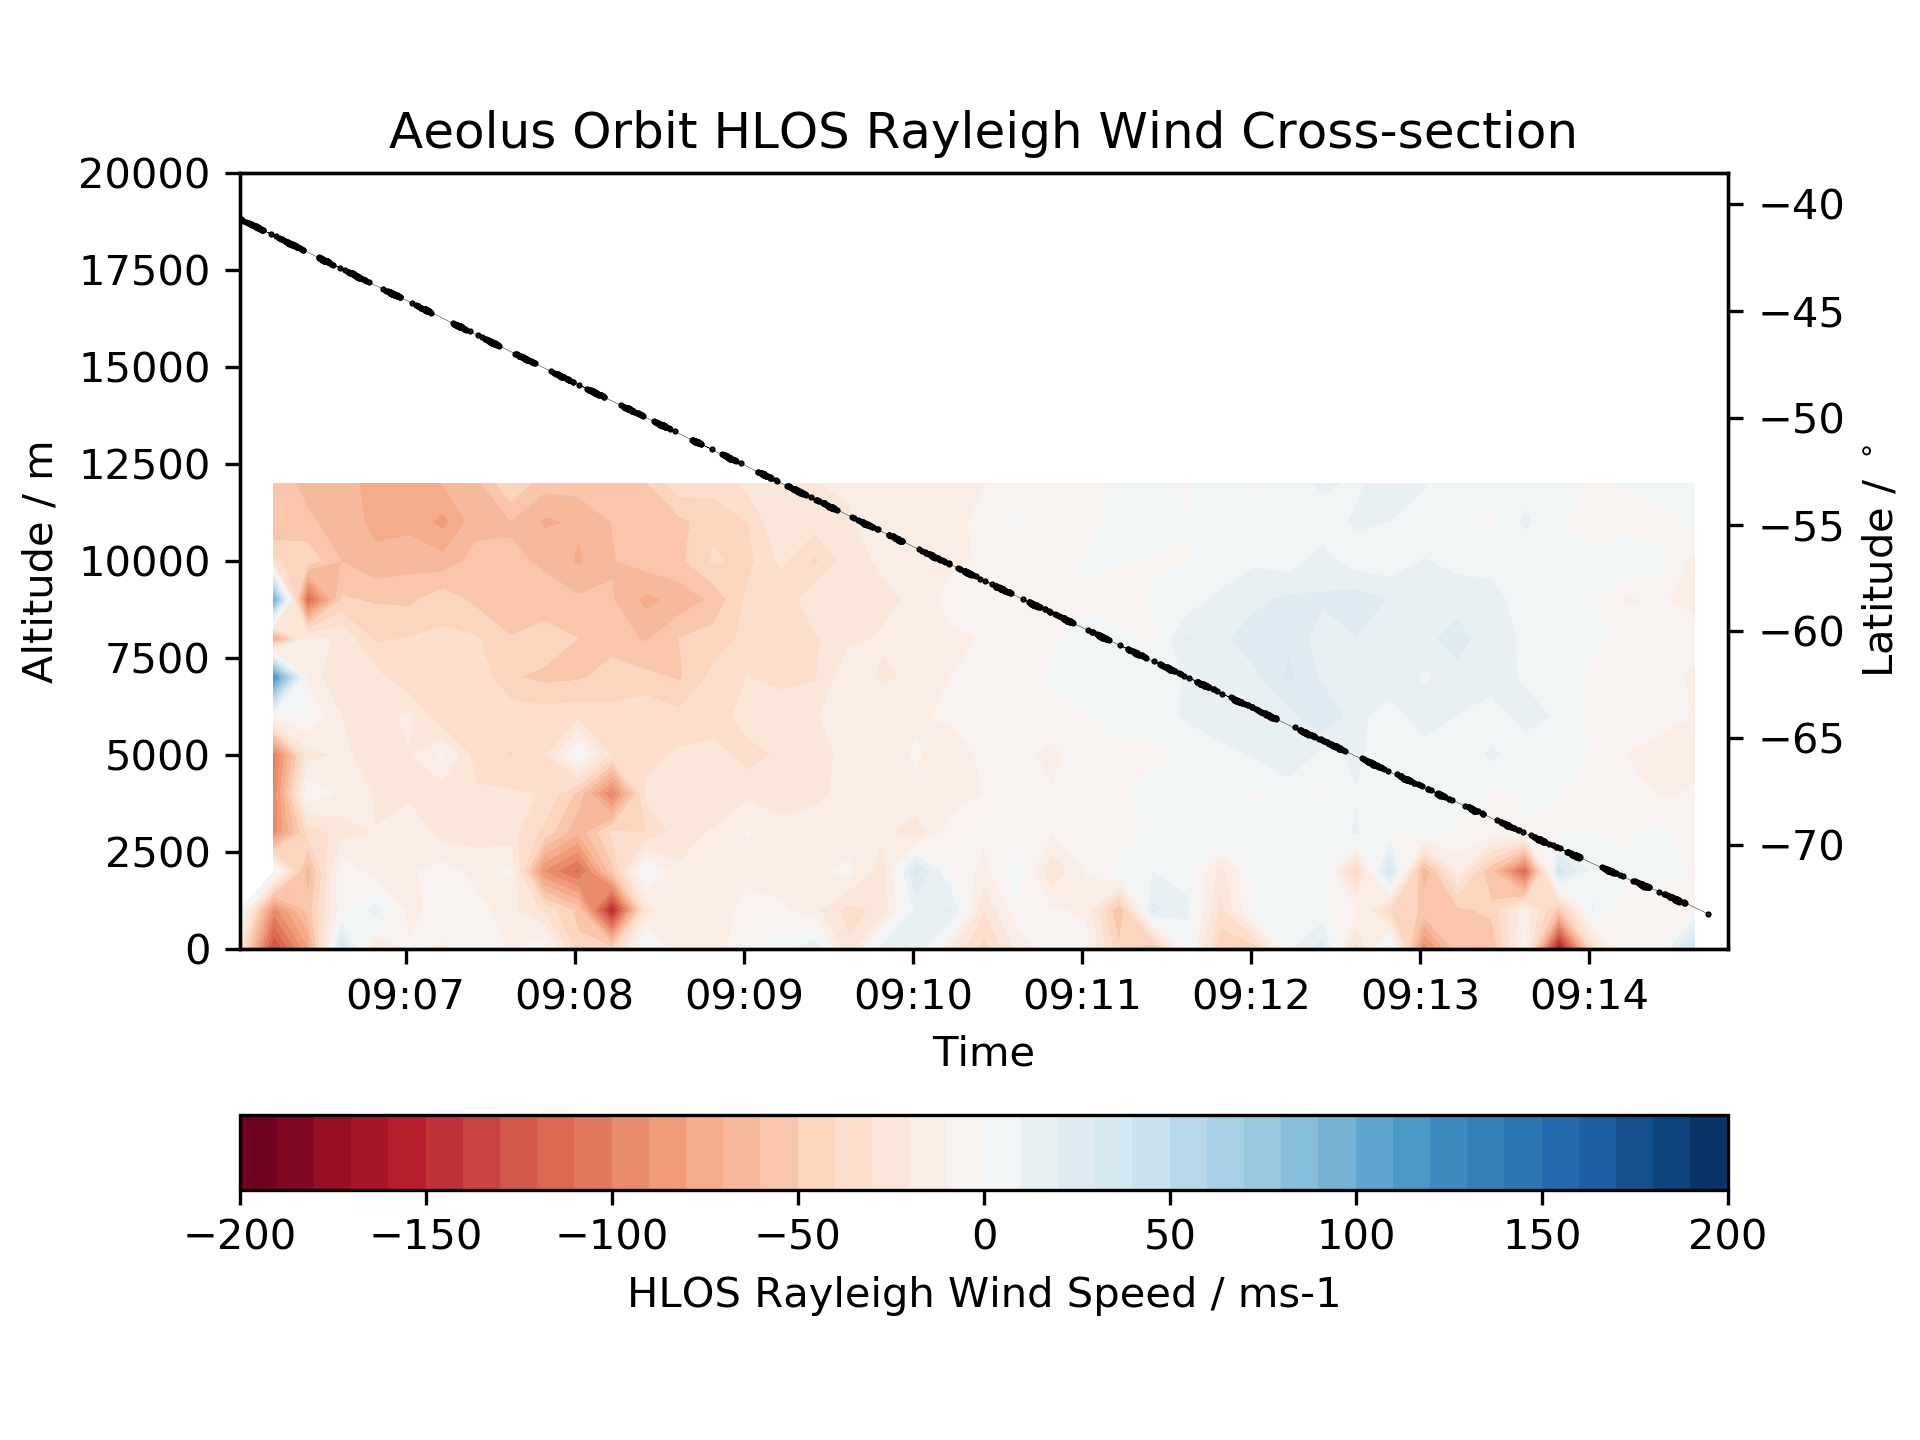 Aeolus Orbit HLOS Rayleigh Wind Cross-section
20000
17500
15000
12500
10000
7500
5000
2500
0
Altitude / m
−40
−45
−50
−55
−60
−65
−70
Latitude / °
09:07 09:08 09:09 09:10 09:11 09:12 09:13 09:14
Time
−200 −150 −100 −50 0 50 100 150 200
HLOS Rayleigh Wind Speed / ms-1